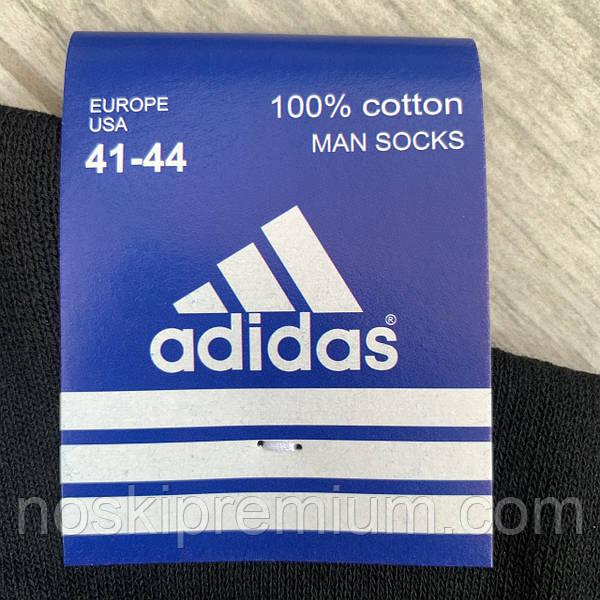 EUROPE
USA
41-44
100% cotton
MAN SOCKS
adidas®
noskipremium.com